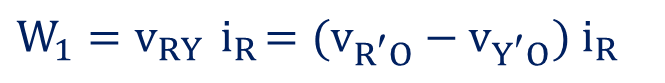 W₁ = v_RY i_R = (v_R′O − v_Y′O) i_R